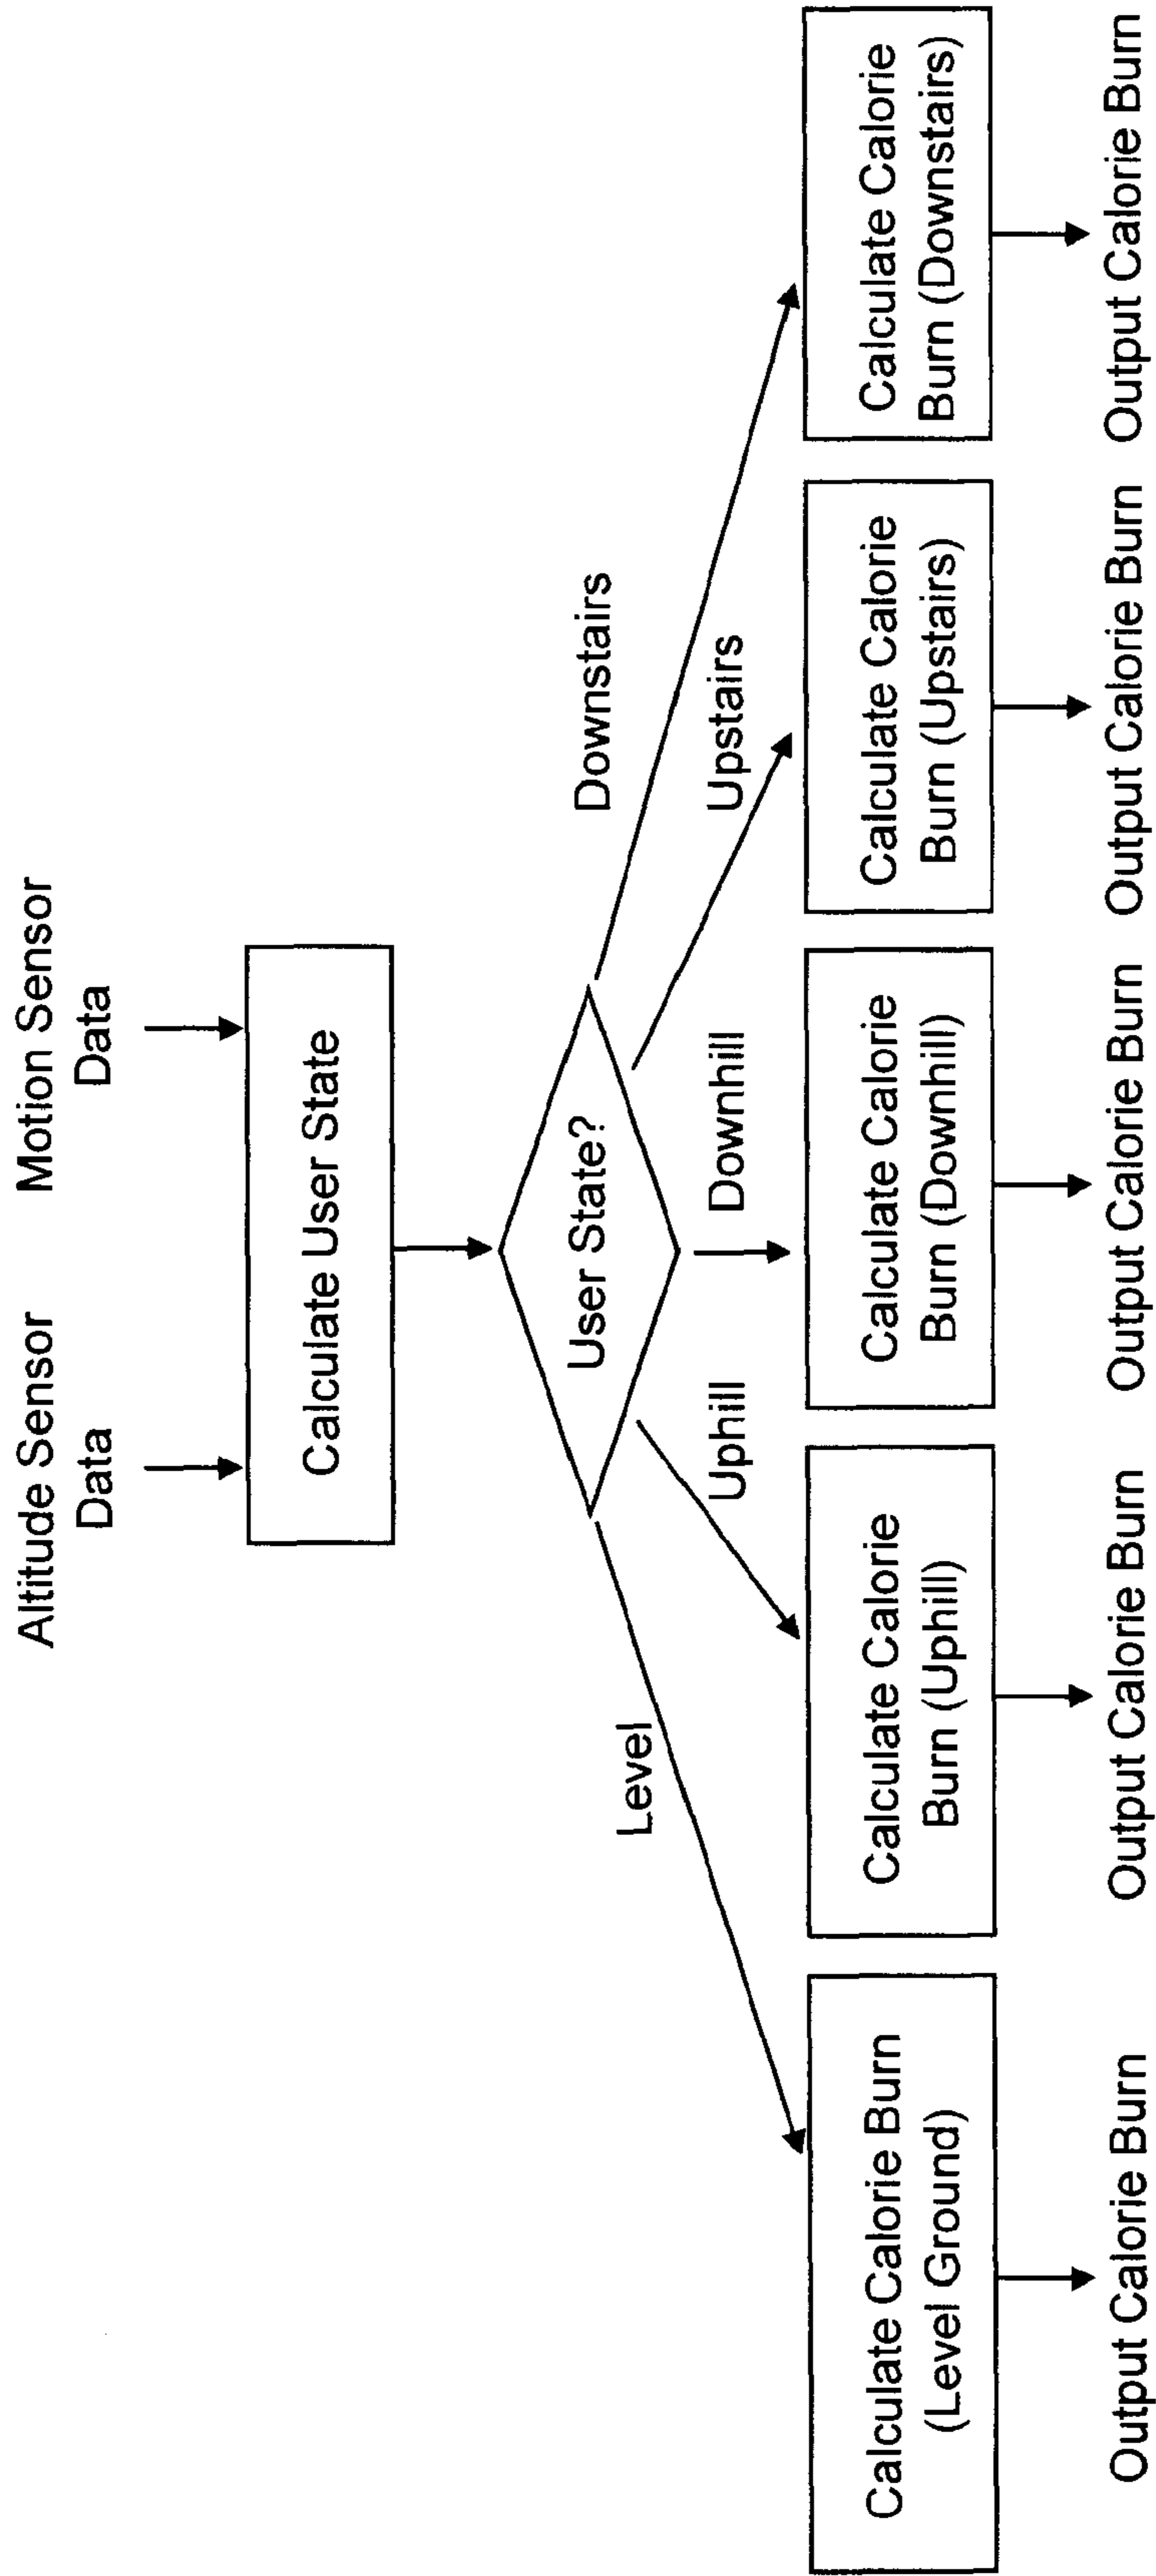 Altitude Sensor
Data
Motion Sensor
Data
Calculate User State
User State?
Level
Uphill
Downhill
Upstairs
Downstairs
Calculate Calorie Burn
(Level Ground)
Calculate Calorie
Burn (Uphill)
Calculate Calorie
Burn (Downhill)
Calculate Calorie
Burn (Upstairs)
Calculate Calorie
Burn (Downstairs)
Output Calorie Burn
Output Calorie Burn
Output Calorie Burn
Output Calorie Burn
Output Calorie Burn